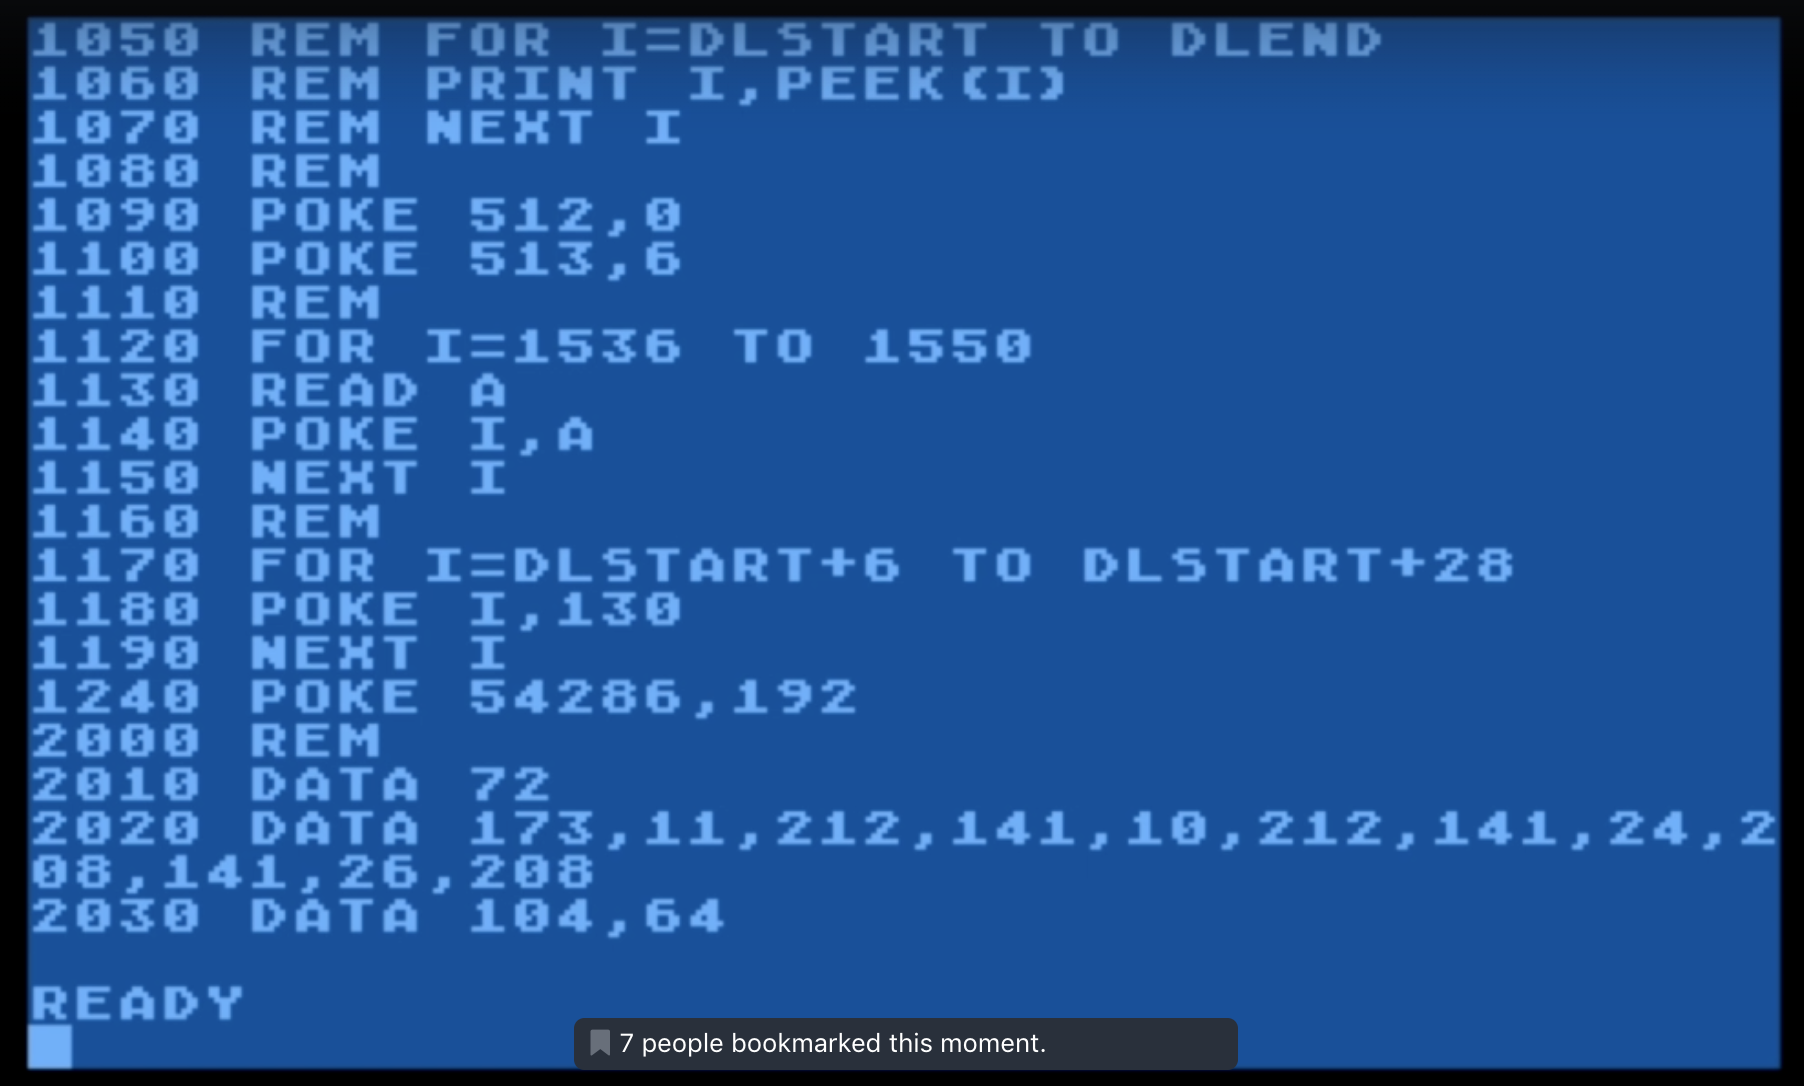 1050 REM FOR I=DLSTART TO DLEND
1060 REM PRINT I,PEEK(I)
1070 REM NEXT I
1080 REM
1090 POKE 512,0
1100 POKE 513,6
1110 REM
1120 FOR I=1536 TO 1550
1130 READ A
1140 POKE I,A
1150 NEXT I
1160 REM
1170 FOR I=DLSTART+6 TO DLSTART+28
1180 POKE I,130
1190 NEXT I
1240 POKE 54286,192
2000 REM
2010 DATA 72
2020 DATA 173,11,212,141,10,212,141,24,2
08,141,26,208
2030 DATA 104,64
READY
7 people bookmarked this moment.